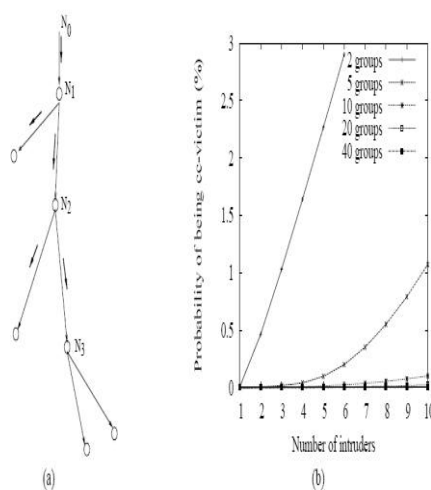 N0
N1
N2
N3
(a)
Probability of being cc-victim (%)
3
2.5
2
1.5
1
0.5
0
2 groups
5 groups
10 groups
20 groups
40 groups
1 2 3 4 5 6 7 8 9 10
Number of intruders
(b)